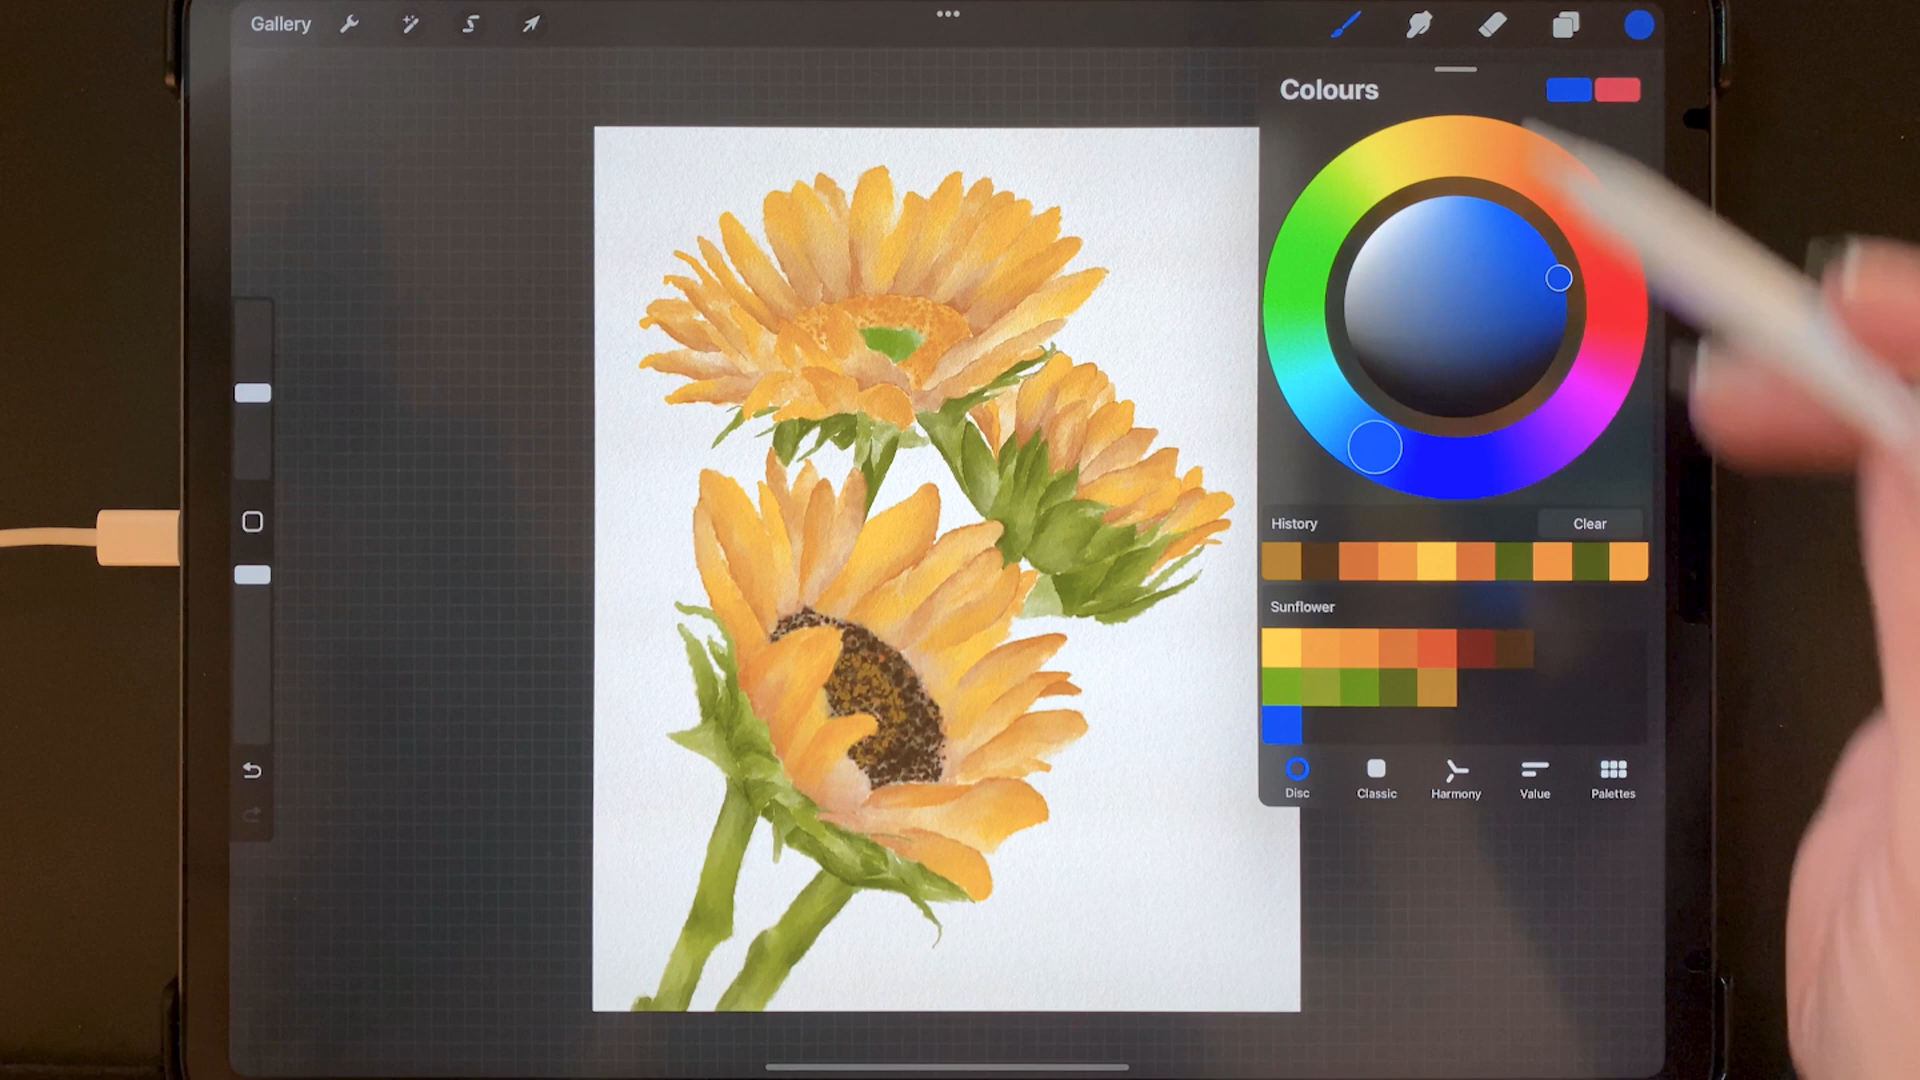 Gallery
Colours
History Clear
Sunflower
Disc Classic Harmony Value Palettes